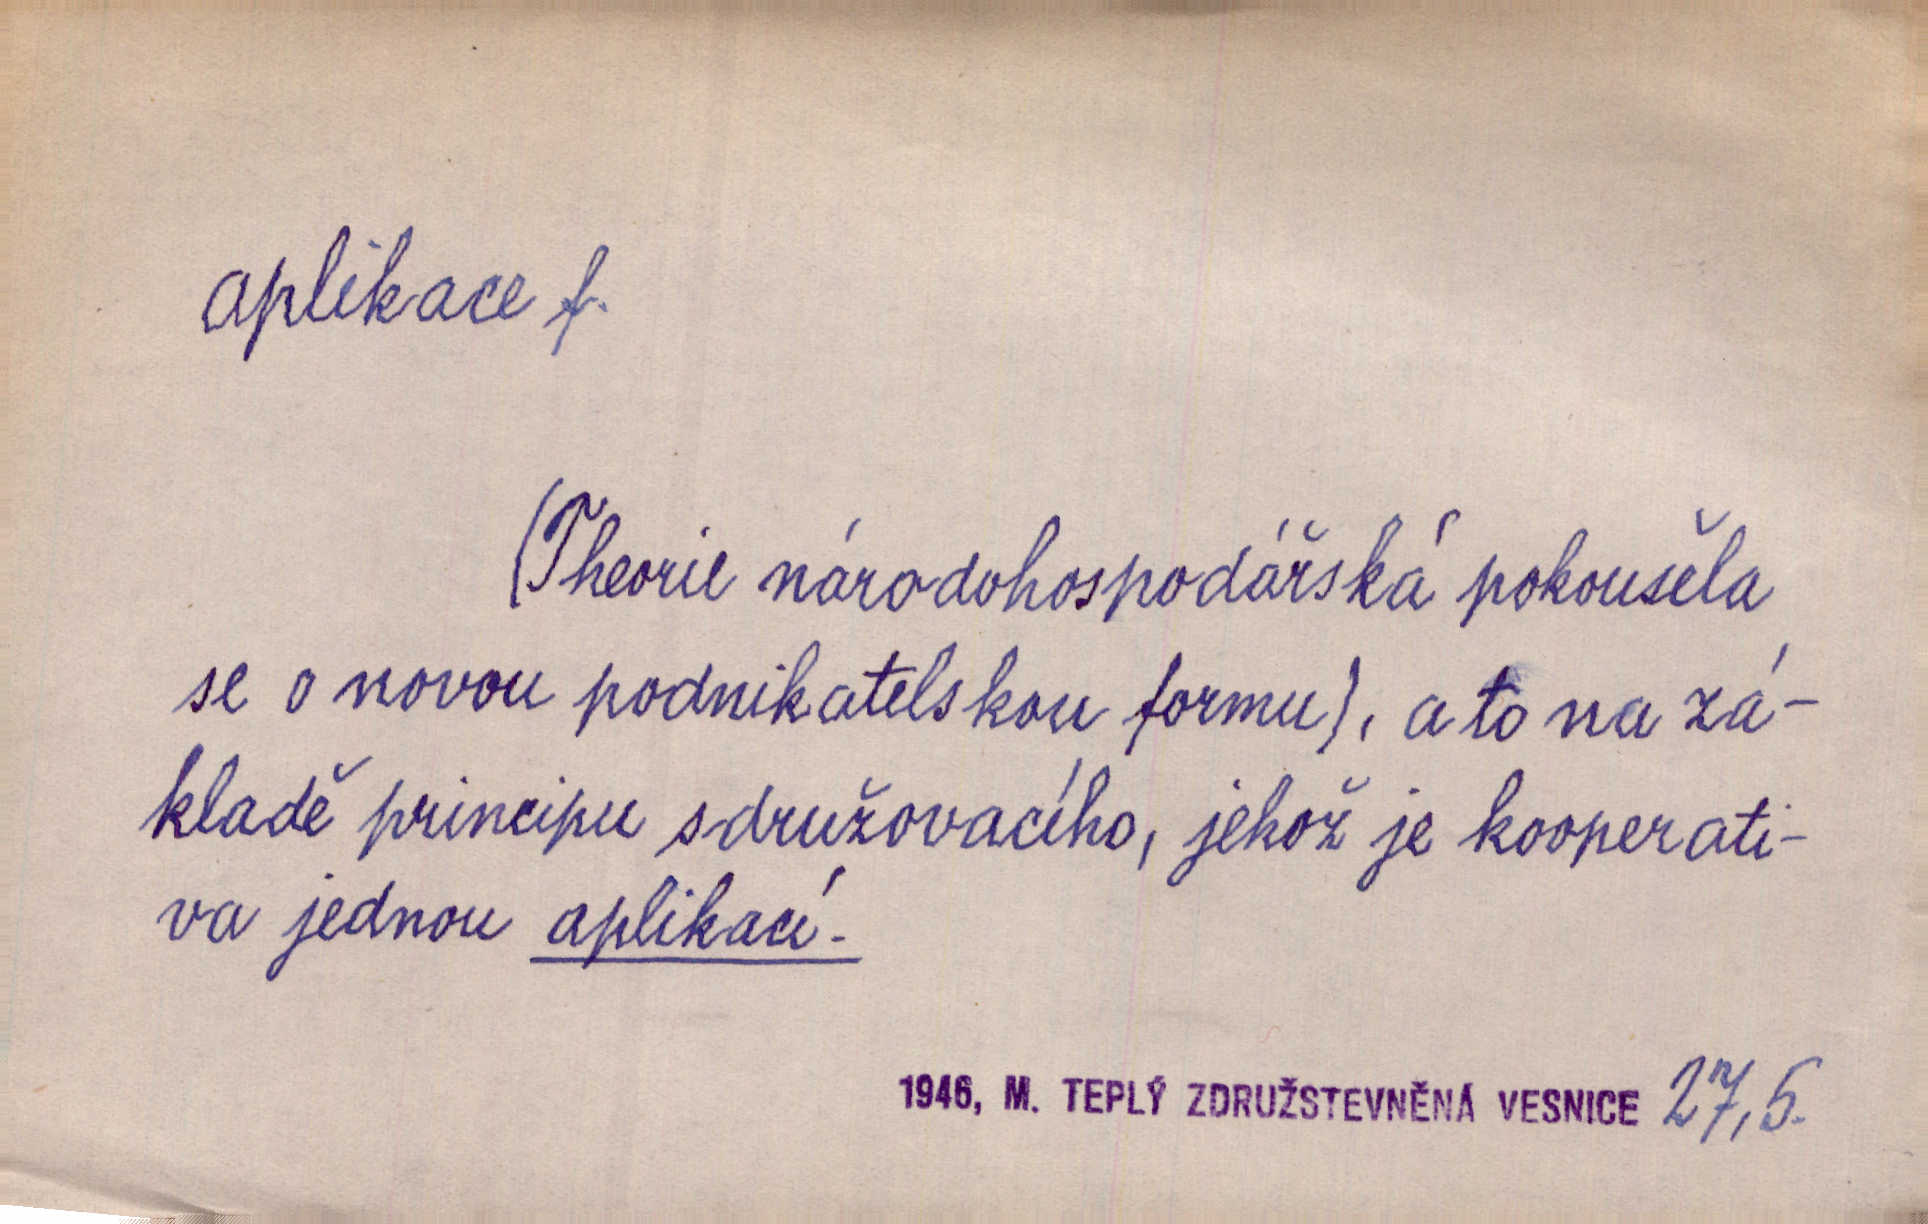 aplikace f.
(Theorie národohospodářská pokoušela
se o novou podnikatelskou formu), a to na zá-
kladě principu sdružovacího, jehož je kooperati-
va jednou aplikací.
1946, M. TEPLÝ ZDRUŽSTEVNĚNÁ VESNICE 27,5.